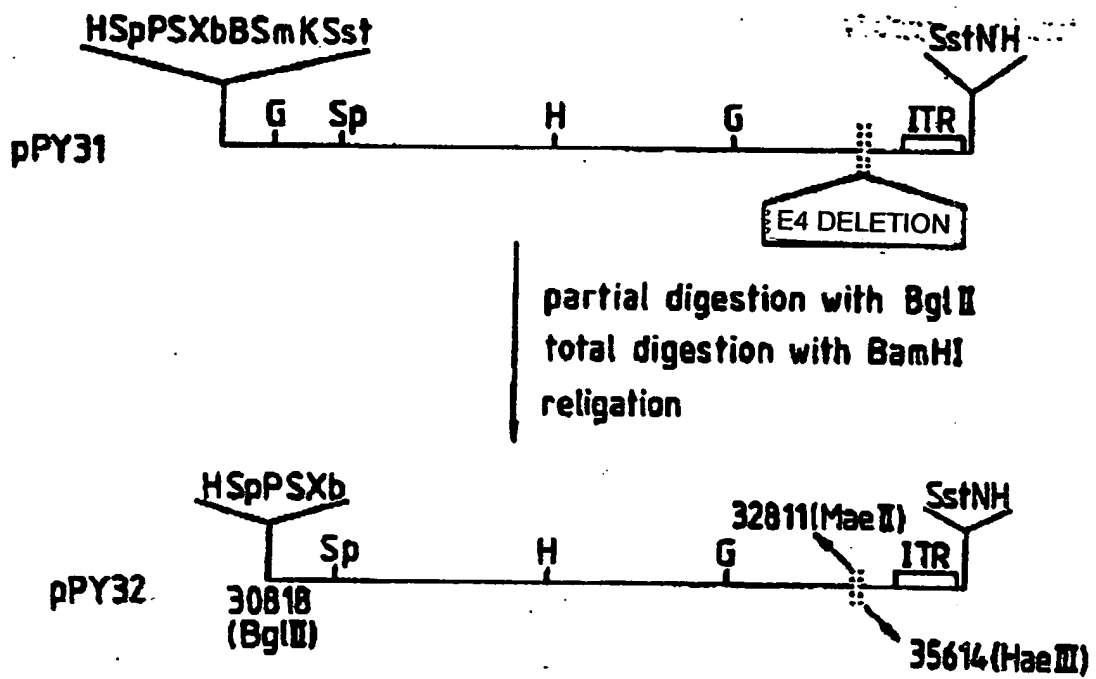 HSpPSXbBSmKSst
SstNH
G
Sp
H
G
ITR
pPY31
E4 DELETION
partial digestion with BglII
total digestion with BamHI
religation
HSpPSXb
32811(MaeII)
SstNH
Sp
H
G
ITR
pPY32
30818
(BglII)
35614(HaeIII)